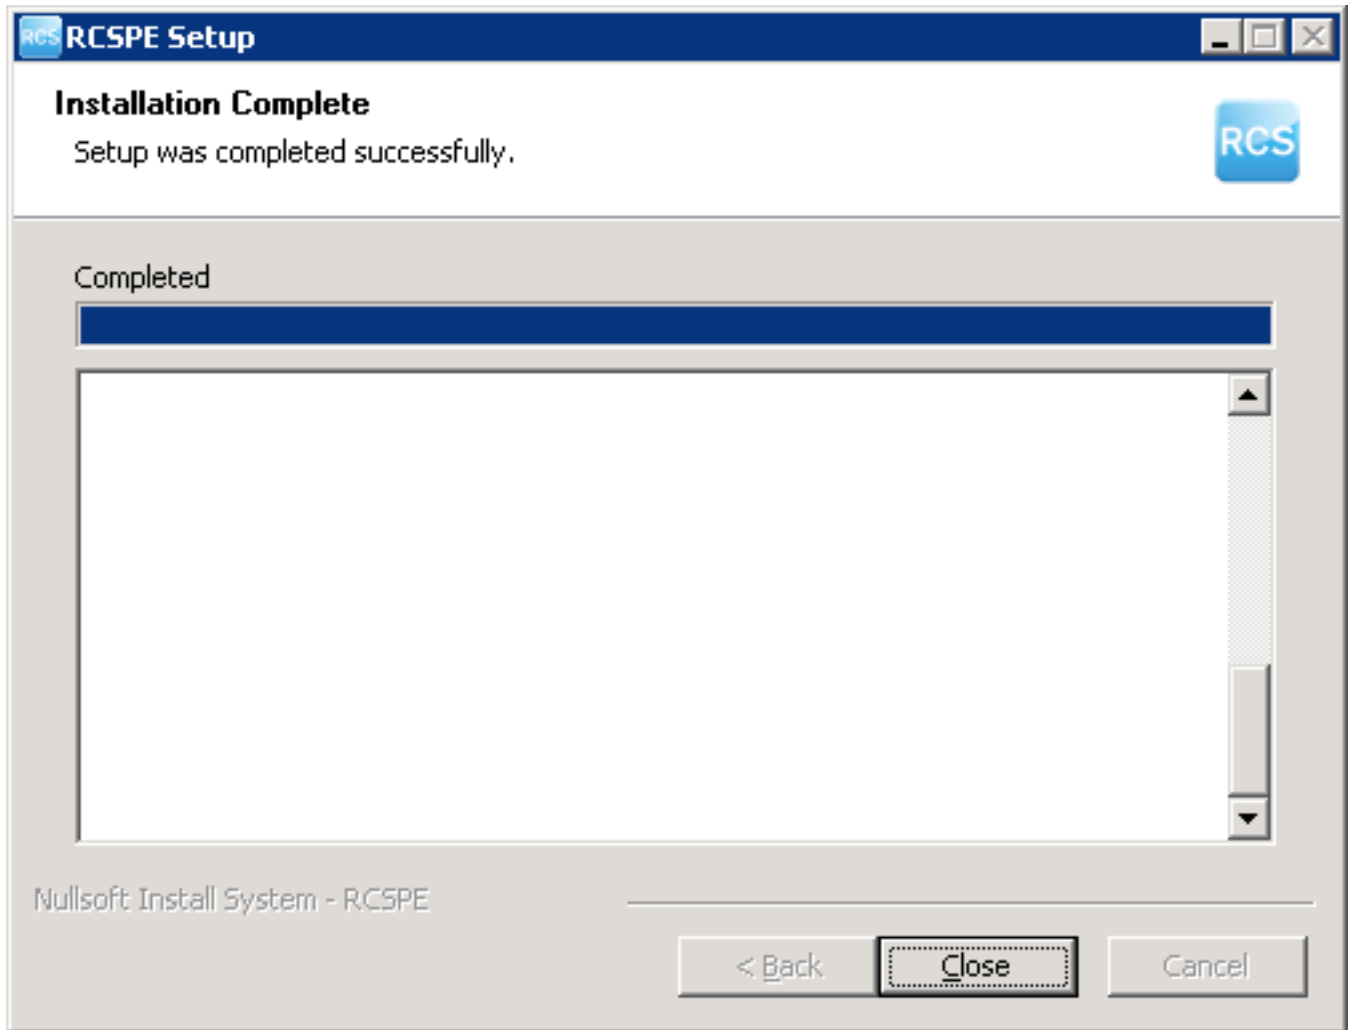 RCS RCSPE Setup
Installation Complete
Setup was completed successfully.
RCS
Completed
Nullsoft Install System - RCSPE
< Back Close Cancel